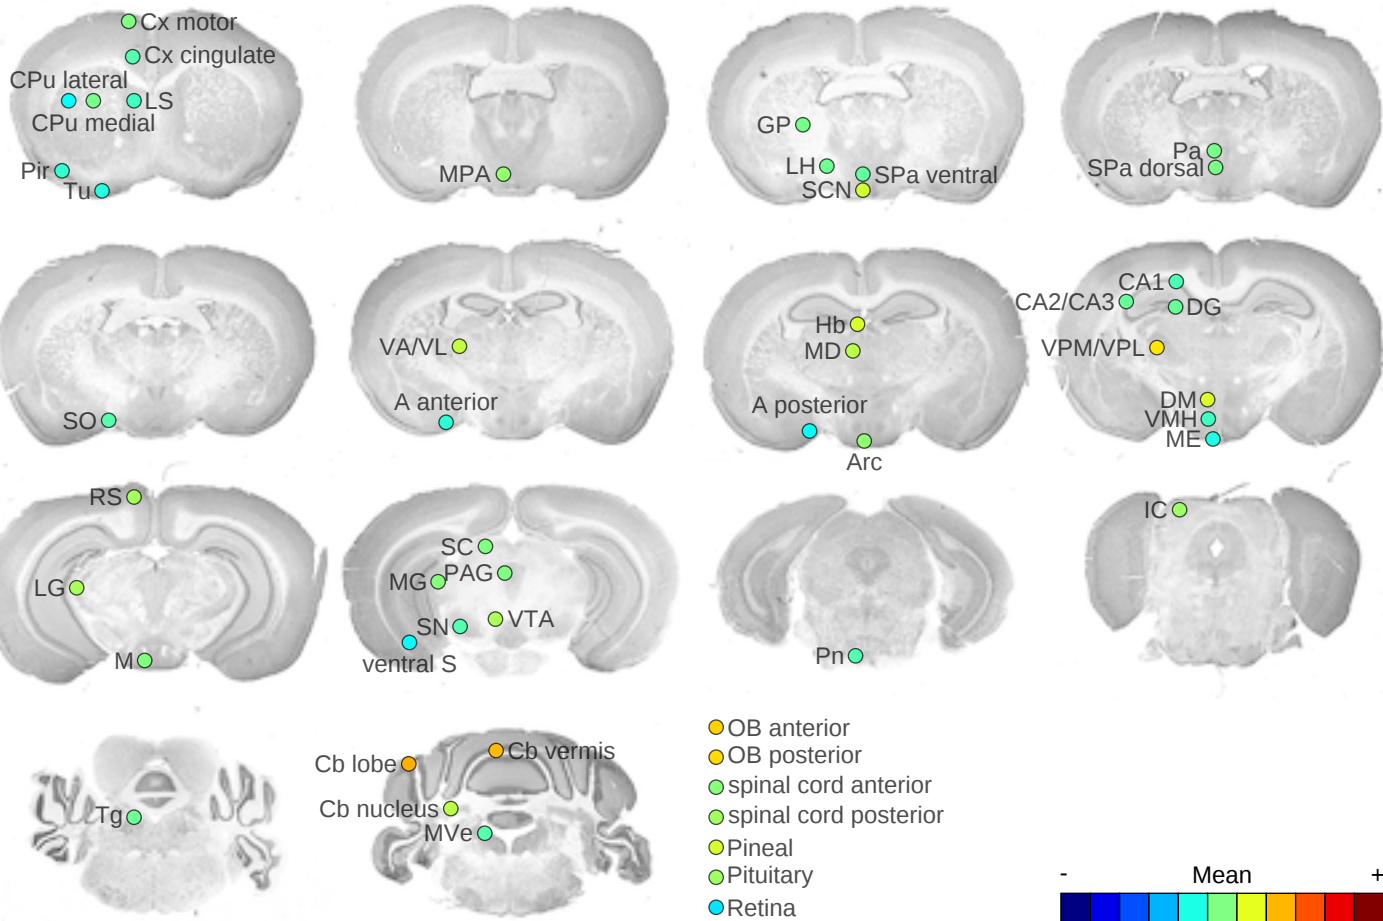 Cx motor
Cx cingulate
CPu lateral
LS
CPu medial
Pir
Tu
MPA
GP
LH
SPa ventral
SCN
Pa
SPa dorsal
SO
VA/VL
A anterior
Hb
MD
A posterior
Arc
CA1
CA2/CA3
DG
VPM/VPL
DM
VMH
ME
RS
LG
M
SC
MG
PAG
SN
VTA
ventral S
Pn
IC
Tg
Cb lobe
Cb vermis
Cb nucleus
MVe
OB anterior
OB posterior
spinal cord anterior
spinal cord posterior
Pineal
Pituitary
Retina
- Mean +